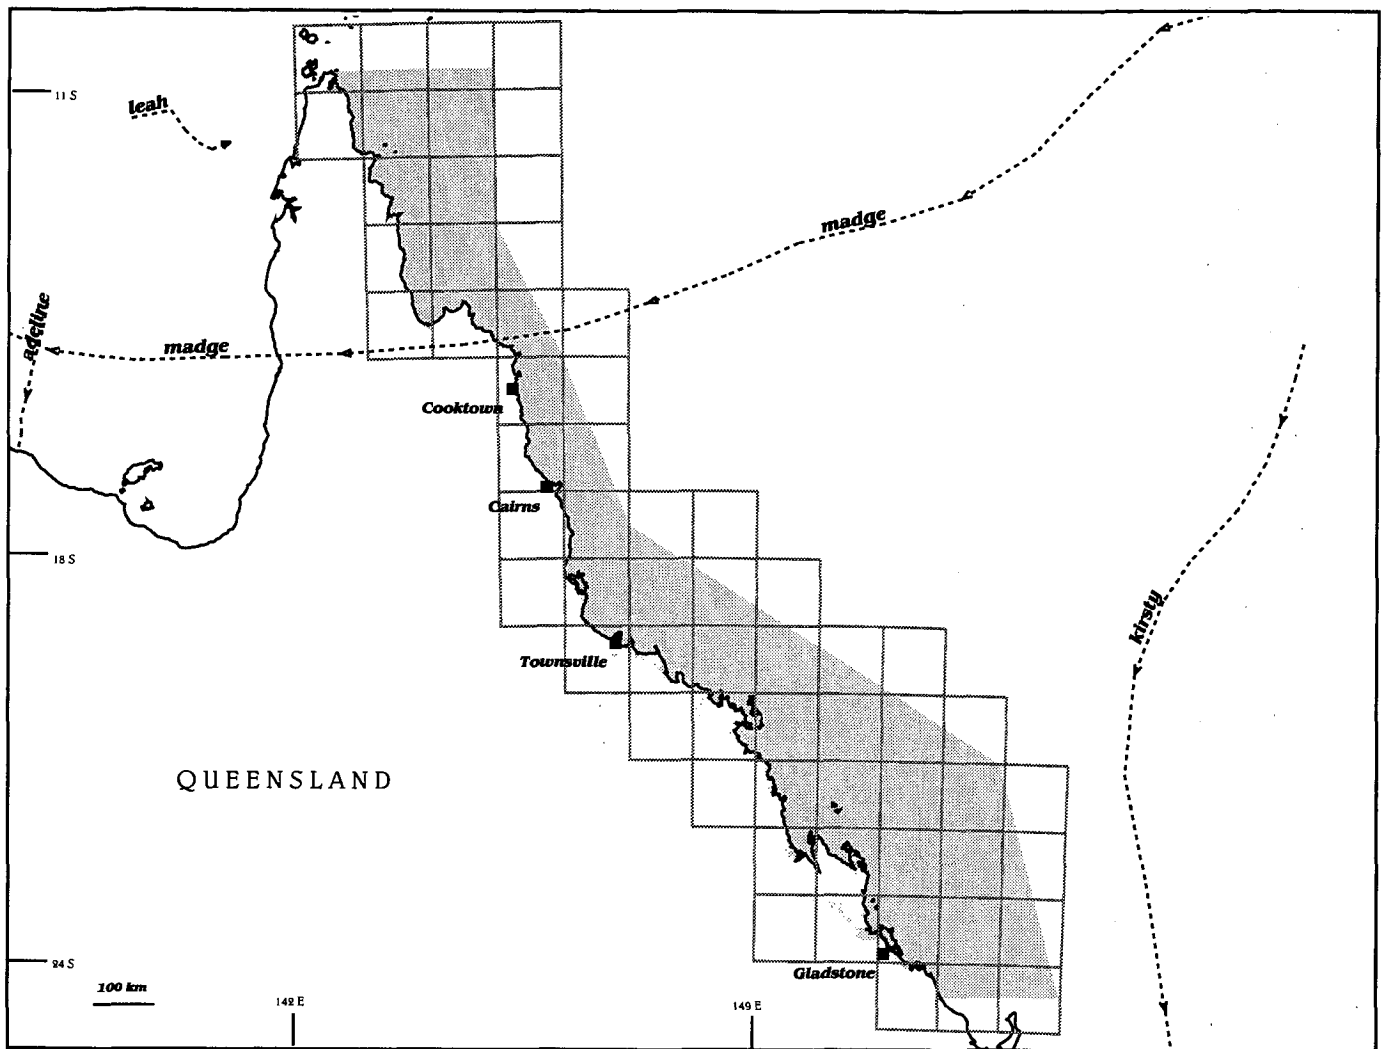 11 S
leah
madge
adeline
madge
Cooktown
Cairns
18 S
kirsty
Townsville
QUEENSLAND
24 S
Gladstone
100 km
142 E
149 E